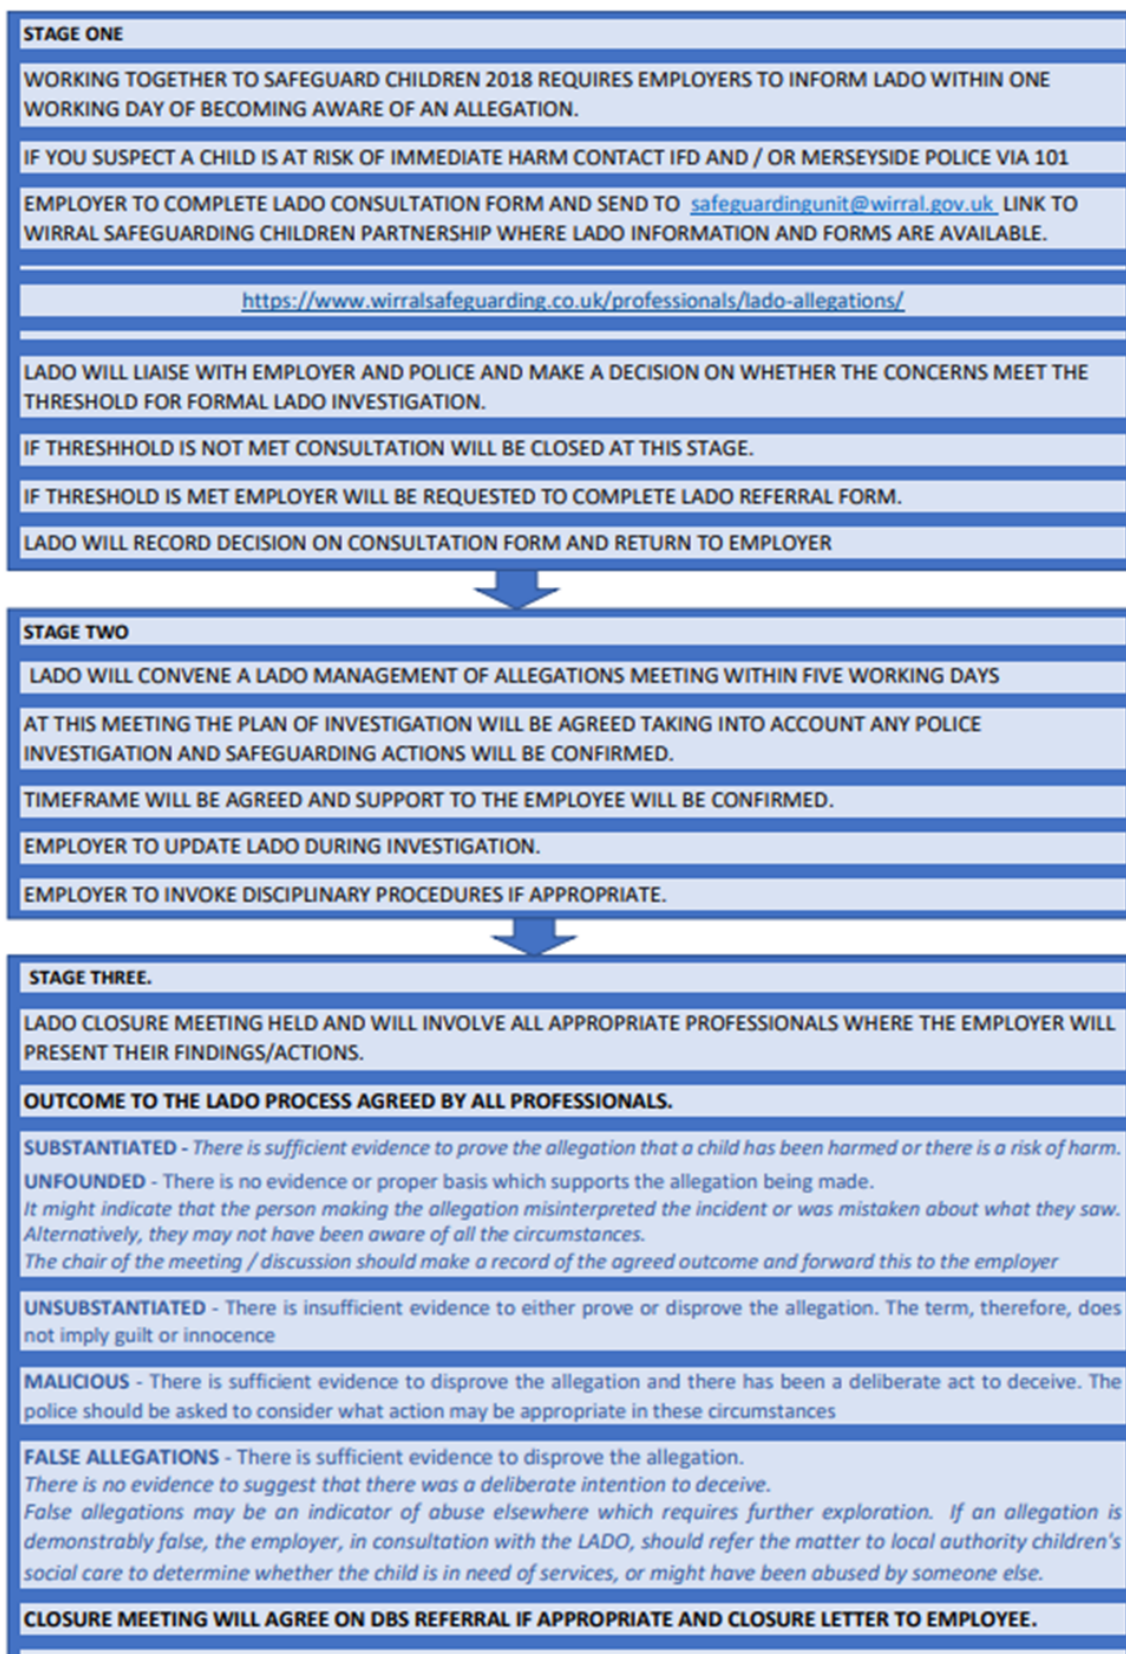 STAGE ONE
WORKING TOGETHER TO SAFEGUARD CHILDREN 2018 REQUIRES EMPLOYERS TO INFORM LADO WITHIN ONE
WORKING DAY OF BECOMING AWARE OF AN ALLEGATION.
IF YOU SUSPECT A CHILD IS AT RISK OF IMMEDIATE HARM CONTACT IFD AND / OR MERSEYSIDE POLICE VIA 101
EMPLOYER TO COMPLETE LADO CONSULTATION FORM AND SEND TO safeguardingunit@wirral.gov.uk LINK TO
WIRRAL SAFEGUARDING CHILDREN PARTNERSHIP WHERE LADO INFORMATION AND FORMS ARE AVAILABLE.
https://www.wirralsafeguarding.co.uk/professionals/lado-allegations/
LADO WILL LIAISE WITH EMPLOYER AND POLICE AND MAKE A DECISION ON WHETHER THE CONCERNS MEET THE
THRESHOLD FOR FORMAL LADO INVESTIGATION.
IF THRESHHOLD IS NOT MET CONSULTATION WILL BE CLOSED AT THIS STAGE.
IF THRESHOLD IS MET EMPLOYER WILL BE REQUESTED TO COMPLETE LADO REFERRAL FORM.
LADO WILL RECORD DECISION ON CONSULTATION FORM AND RETURN TO EMPLOYER
STAGE TWO
LADO WILL CONVENE A LADO MANAGEMENT OF ALLEGATIONS MEETING WITHIN FIVE WORKING DAYS
AT THIS MEETING THE PLAN OF INVESTIGATION WILL BE AGREED TAKING INTO ACCOUNT ANY POLICE
INVESTIGATION AND SAFEGUARDING ACTIONS WILL BE CONFIRMED.
TIMEFRAME WILL BE AGREED AND SUPPORT TO THE EMPLOYEE WILL BE CONFIRMED.
EMPLOYER TO UPDATE LADO DURING INVESTIGATION.
EMPLOYER TO INVOKE DISCIPLINARY PROCEDURES IF APPROPRIATE.
STAGE THREE.
LADO CLOSURE MEETING HELD AND WILL INVOLVE ALL APPROPRIATE PROFESSIONALS WHERE THE EMPLOYER WILL
PRESENT THEIR FINDINGS/ACTIONS.
OUTCOME TO THE LADO PROCESS AGREED BY ALL PROFESSIONALS.
SUBSTANTIATED - There is sufficient evidence to prove the allegation that a child has been harmed or there is a risk of harm.
UNFOUNDED - There is no evidence or proper basis which supports the allegation being made.
It might indicate that the person making the allegation misinterpreted the incident or was mistaken about what they saw.
Alternatively, they may not have been aware of all the circumstances.
The chair of the meeting / discussion should make a record of the agreed outcome and forward this to the employer
UNSUBSTANTIATED - There is insufficient evidence to either prove or disprove the allegation. The term, therefore, does
not imply guilt or innocence
MALICIOUS - There is sufficient evidence to disprove the allegation and there has been a deliberate act to deceive. The
police should be asked to consider what action may be appropriate in these circumstances
FALSE ALLEGATIONS - There is sufficient evidence to disprove the allegation.
There is no evidence to suggest that there was a deliberate intention to deceive.
False allegations may be an indicator of abuse elsewhere which requires further exploration. If an allegation is
demonstrably false, the employer, in consultation with the LADO, should refer the matter to local authority children's
social care to determine whether the child is in need of services, or might have been abused by someone else.
CLOSURE MEETING WILL AGREE ON DBS REFERRAL IF APPROPRIATE AND CLOSURE LETTER TO EMPLOYEE.